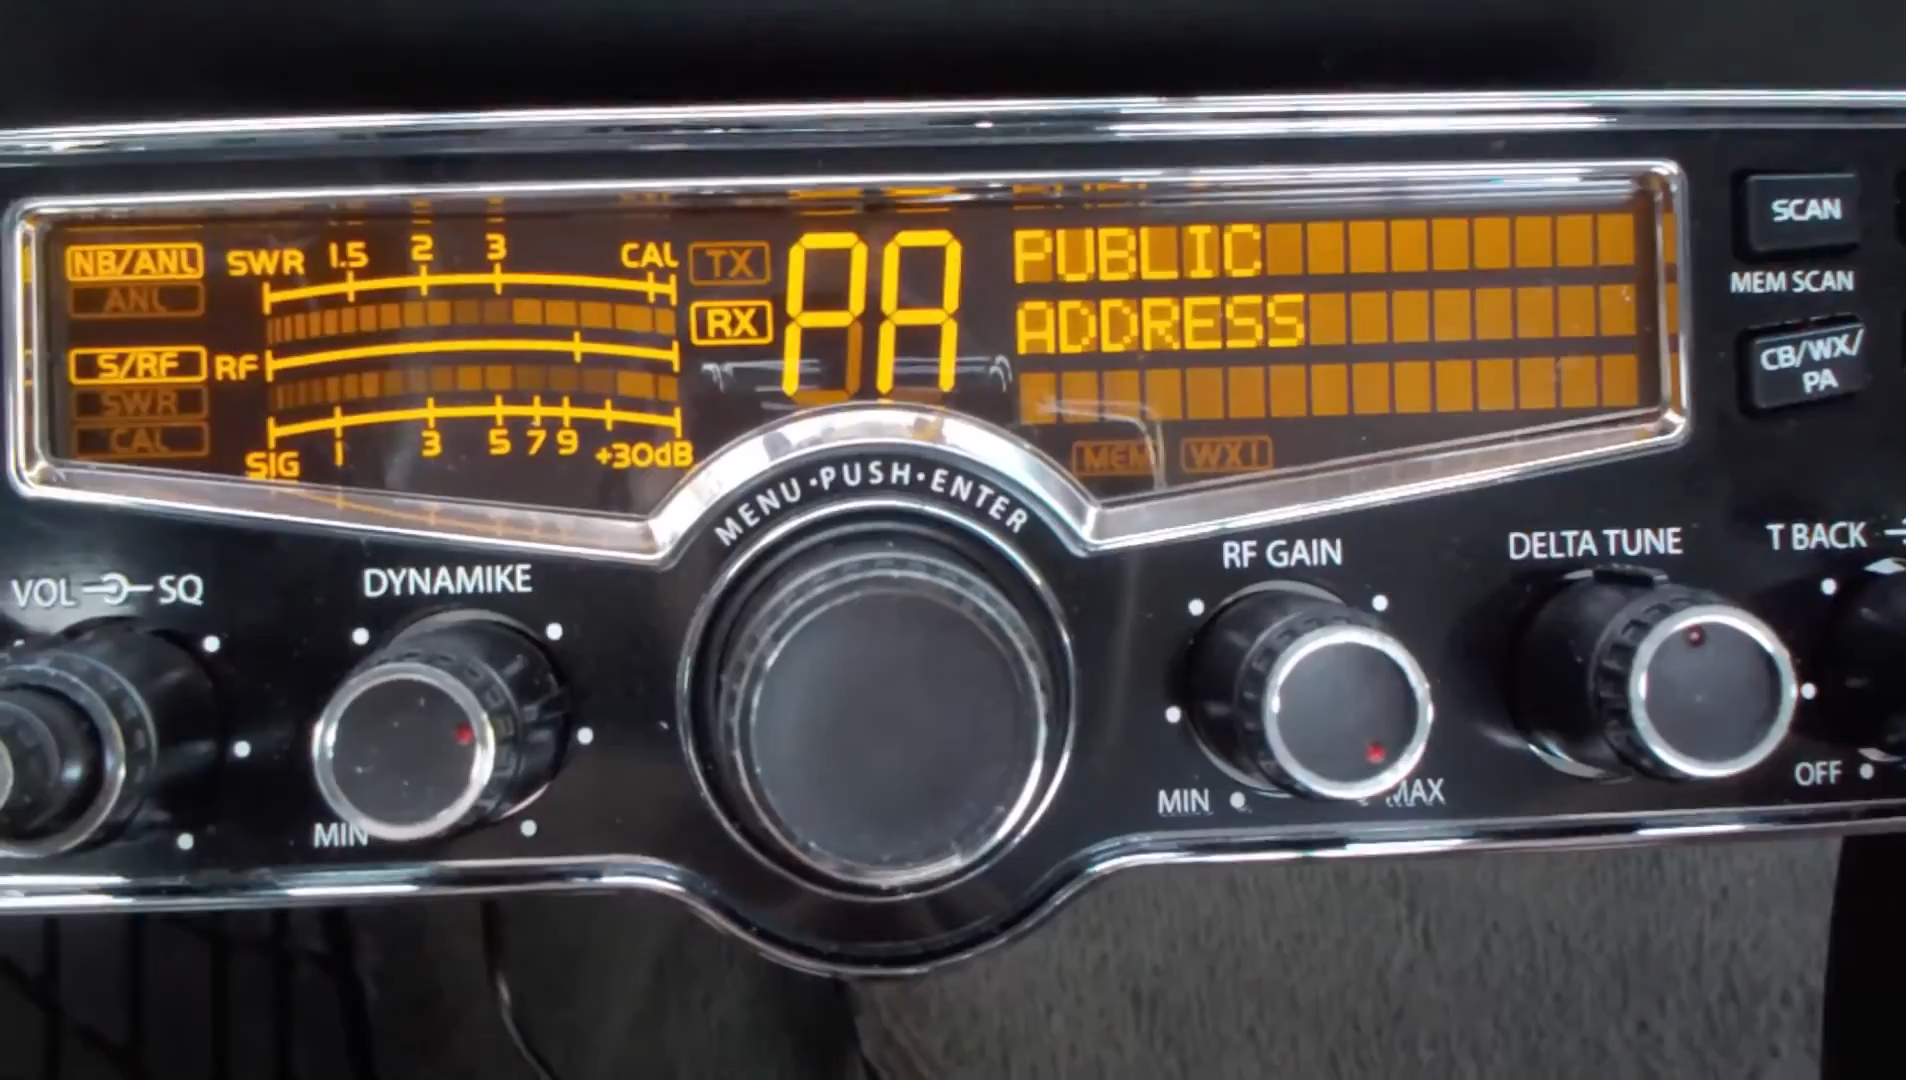 NB/ANL
ANL
S/RF
SWR
CAL
SWR 1.5 2 3 CAL
RF
SIG 1 3 5 7 9 +30dB
TX
RX
PA
PUBLIC
ADDRESS
MEM WX!
SCAN
MEM SCAN
CB/WX/
PA
MENU·PUSH·ENTER
VOL SQ
DYNAMIKE
MIN
RF GAIN
MIN MAX
DELTA TUNE
T BACK
OFF